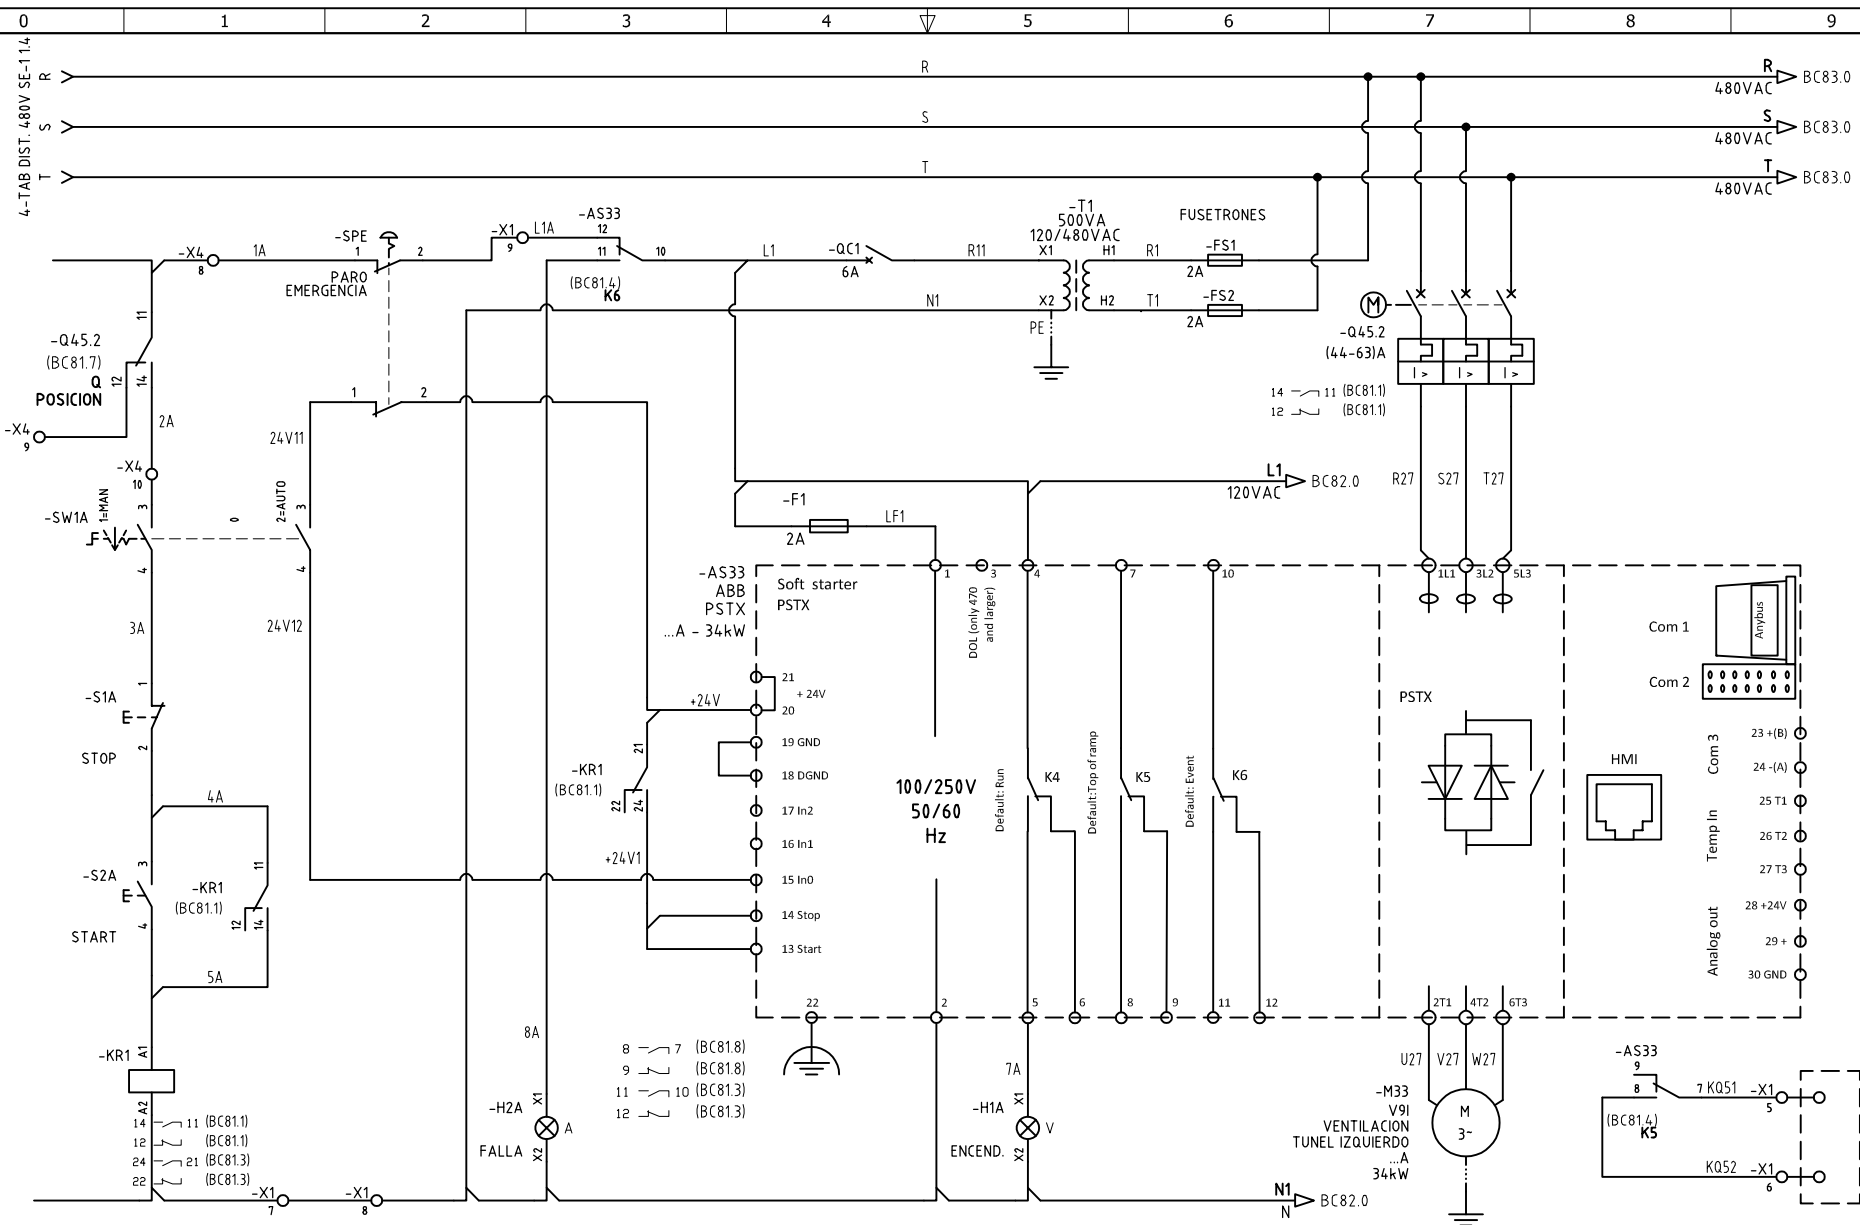 0 1 2 3 4 5 6 7 8 9
4-TAB DIST. 480V SE-11.4
R
R
R
480VAC
BC83.0
S
S
S
480VAC
BC83.0
T
T
T
480VAC
BC83.0
-X4
8
1A
-SPE
1
2
PARO
EMERGENCIA
-X1
9
L1A
-AS33
12
11
10
(BC81.4)
K6
L1
-QC1
6A
R11
N1
-T1
500VA
120/480VAC
X1
H1
X2
H2
PE
R1
T1
FUSETRONES
-FS1
2A
-FS2
2A
M
-Q45.2
(44-63)A
I >
I >
I >
14 11 (BC81.1)
12 (BC81.1)
11
-Q45.2
(BC81.7)
Q
POSICION
12
14
-X4
9
2A
-X4
10
1
2
24V11
-SW1A
1=MAN
0
2=AUTO
3
4
3
4
3A
24V12
L1
120VAC
BC82.0
-F1
2A
LF1
R27
S27
T27
-AS33
ABB
PSTX
...A - 34kW
Soft starter
PSTX
1
3
4
7
10
DOL (only 470
and larger)
1L1
3L2
5L3
-S1A
1
2
STOP
21
+ 24V
20
19 GND
18 DGND
17 In2
16 In1
15 In0
14 Stop
13 Start
+24V
-KR1
(BC81.1)
21
22
24
+24V1
100/250V
50/60
Hz
Default: Run
K4
Default:Top of ramp
K5
Default: Event
K6
PSTX
HMI
Com 1
Anybus
Com 2
Com 3
23 +(B)
24 -(A)
Temp In
25 T1
26 T2
27 T3
Analog out
28 +24V
29 +
30 GND
4A
-S2A
3
4
START
-KR1
(BC81.1)
11
12
14
5A
22
2
5
6
8
9
11
12
2T1
4T2
6T3
-KR1
A1
A2
14 11 (BC81.1)
12 (BC81.1)
24 21 (BC81.3)
22 (BC81.3)
8A
-H2A
X1
X2
A
FALLA
8 7 (BC81.8)
9 (BC81.8)
11 10 (BC81.3)
12 (BC81.3)
7A
-H1A
X1
X2
V
ENCEND.
U27
V27
W27
-M33
V9I
VENTILACION
TUNEL IZQUIERDO
...A
34kW
M
3~
-AS33
9
8
7
KQ51
-X1
5
(BC81.4)
K5
KQ52
-X1
6
-X1
7
-X1
8
N1
N
BC82.0